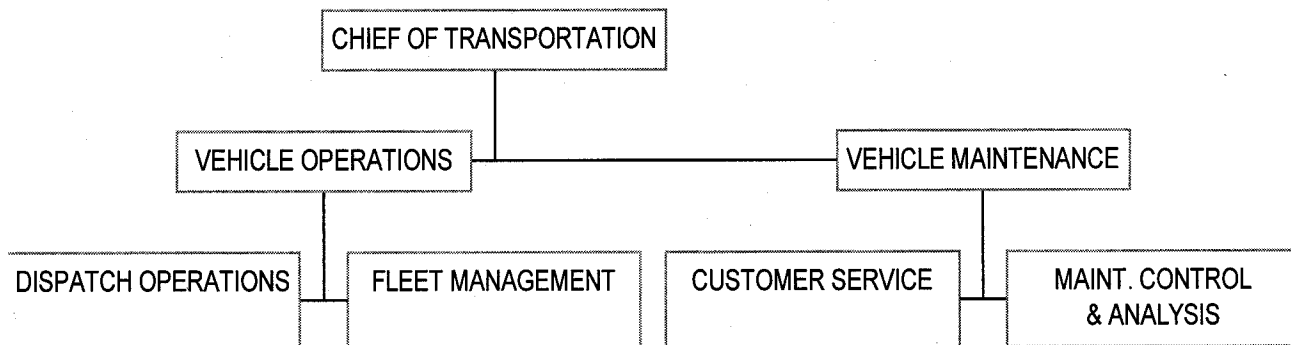 CHIEF OF TRANSPORTATION
VEHICLE OPERATIONS
VEHICLE MAINTENANCE
DISPATCH OPERATIONS
FLEET MANAGEMENT
CUSTOMER SERVICE
MAINT. CONTROL
& ANALYSIS